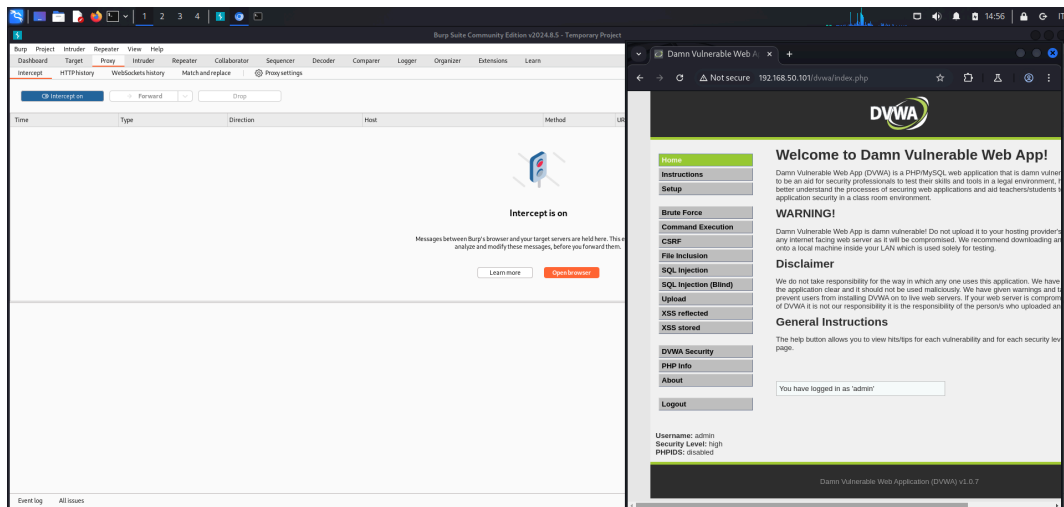 1 2 3 4
14:56
IT
Burp Suite Community Edition v2024.8.5 - Temporary Project
Burp Project Intruder Repeater View Help
Dashboard Target Proxy Intruder Repeater Collaborator Sequencer Decoder Comparer Logger Organizer Extensions Learn
Intercept HTTP history WebSockets history Match and replace Proxy settings
Intercept on Forward Drop
Time Type Direction Host Method UR
Intercept is on
Messages between Burp's browser and your target servers are held here. This e
analyze and modify these messages, before you forward them.
Learn more Open browser
Event log All issues
Damn Vulnerable Web A
Not secure 192.168.50.101/dvwa/index.php
DVWA
Home
Instructions
Setup
Brute Force
Command Execution
CSRF
File Inclusion
SQL Injection
SQL Injection (Blind)
Upload
XSS reflected
XSS stored
DVWA Security
PHP Info
About
Logout
Welcome to Damn Vulnerable Web App!
Damn Vulnerable Web App (DVWA) is a PHP/MySQL web application that is damn vulner
to be an aid for security professionals to test their skills and tools in a legal environment, h
better understand the processes of securing web applications and aid teachers/students t
application security in a class room environment.
WARNING!
Damn Vulnerable Web App is damn vulnerable! Do not upload it to your hosting provider's
any internet facing web server as it will be compromised. We recommend downloading an
onto a local machine inside your LAN which is used solely for testing.
Disclaimer
We do not take responsibility for the way in which any one uses this application. We have
the application clear and it should not be used maliciously. We have given warnings and ta
prevent users from installing DVWA on to live web servers. If your web server is comprom
of DVWA it is not our responsibility it is the responsibility of the person/s who uploaded an
General Instructions
The help button allows you to view hits/tips for each vulnerability and for each security lev
page.
You have logged in as 'admin'
Username: admin
Security Level: high
PHPIDS: disabled
Damn Vulnerable Web Application (DVWA) v1.0.7